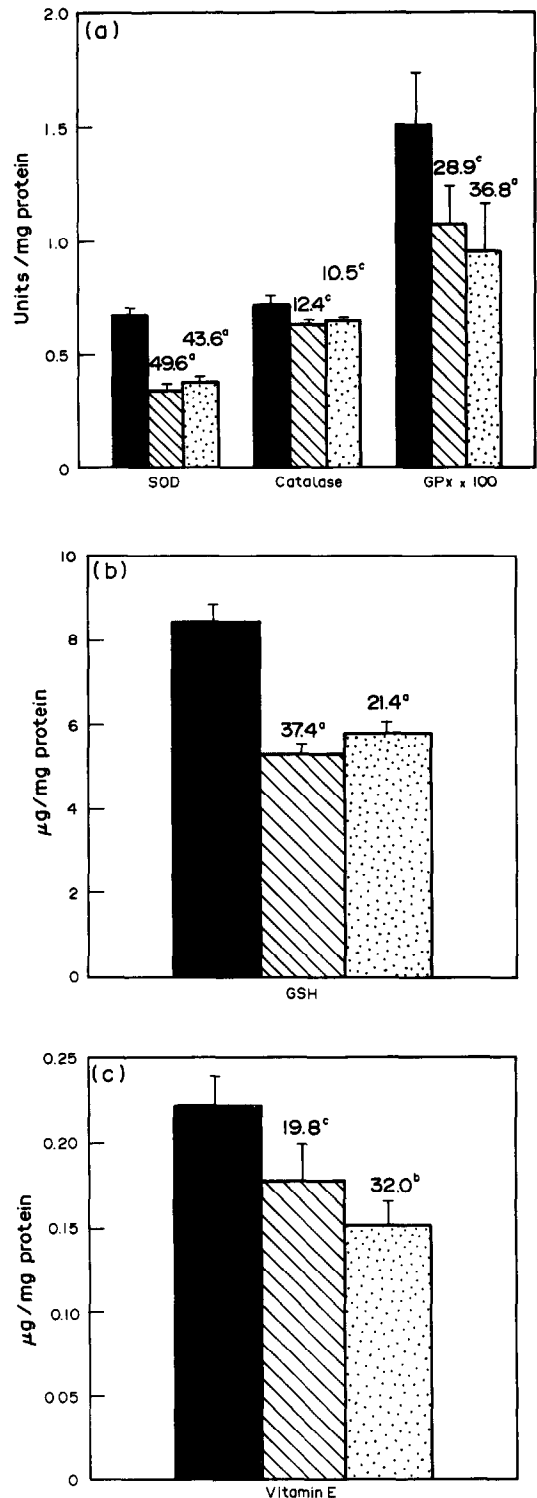 (a)
2.0
1.5
1.0
0.5
0
Units /mg protein
49.6ᵃ
43.6ᵃ
12.4ᶜ
10.5ᶜ
28.9ᶜ
36.8ᵃ
SOD
Catalase
GPx x 100
(b)
10
8
6
4
2
0
µg/mg protein
37.4ᵃ
21.4ᵃ
GSH
(c)
0.25
0.20
0.15
0.10
0.05
0
µg/mg protein
19.8ᶜ
32.0ᵇ
Vitamin E